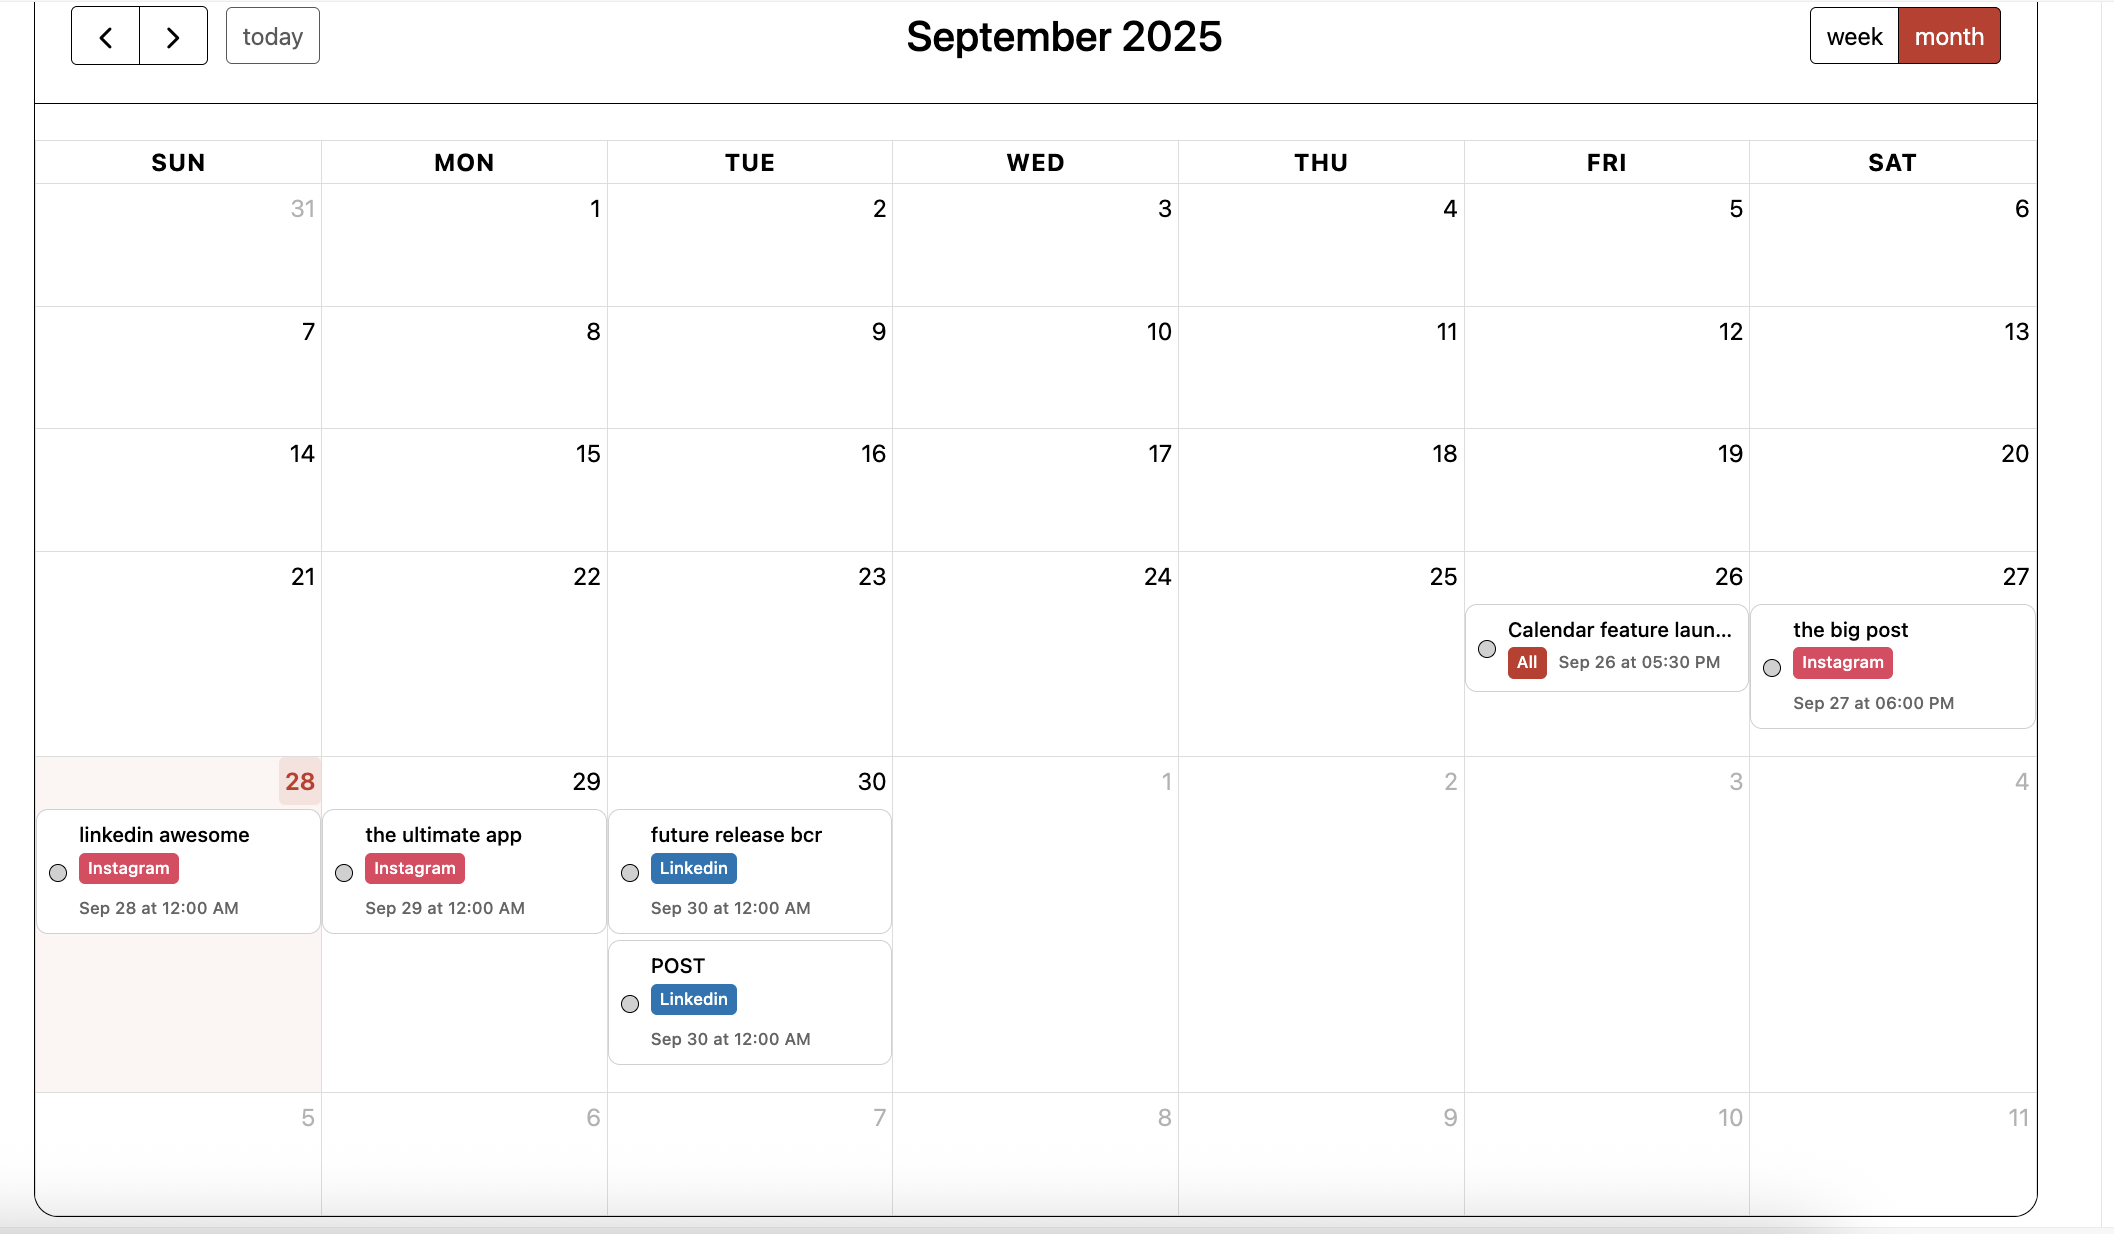 today
September 2025
week month
SUN MON TUE WED THU FRI SAT
31 1 2 3 4 5 6
7 8 9 10 11 12 13
14 15 16 17 18 19 20
21 22 23 24 25 26 27
Calendar feature laun...
All Sep 26 at 05:30 PM
the big post
Instagram
Sep 27 at 06:00 PM
28 29 30 1 2 3 4
linkedin awesome
Instagram
Sep 28 at 12:00 AM
the ultimate app
Instagram
Sep 29 at 12:00 AM
future release bcr
Linkedin
Sep 30 at 12:00 AM
POST
Linkedin
Sep 30 at 12:00 AM
5 6 7 8 9 10 11